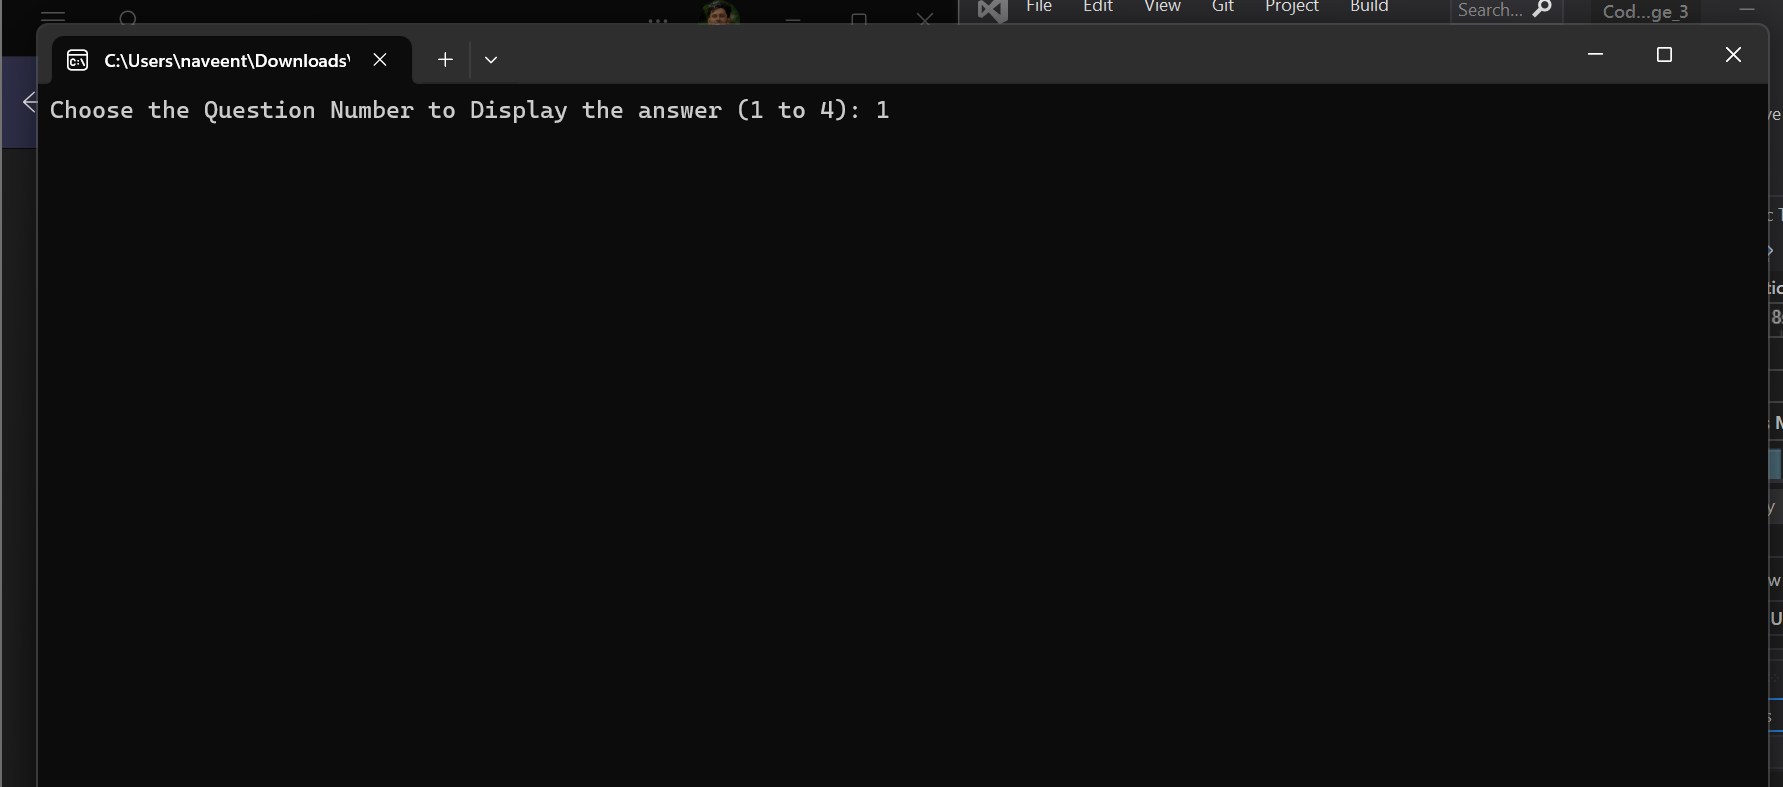 File Edit View Git Project Build Search... Cod...ge_3
C:\Users\naveent\Downloads\
Choose the Question Number to Display the answer (1 to 4): 1